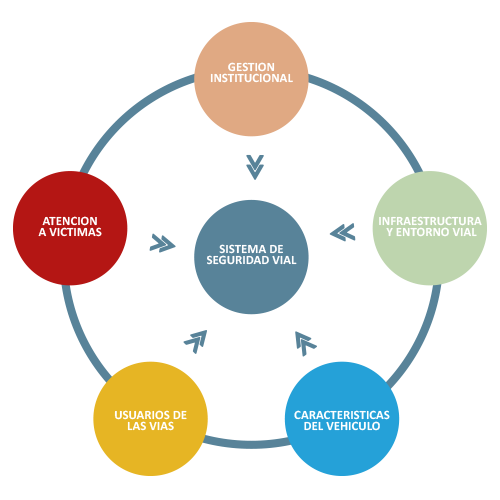 GESTION
INSTITUCIONAL
ATENCION
A VICTIMAS
SISTEMA DE
SEGURIDAD VIAL
INFRAESTRUCTURA
Y ENTORNO VIAL
USUARIOS DE
LAS VIAS
CARACTERISTICAS
DEL VEHICULO